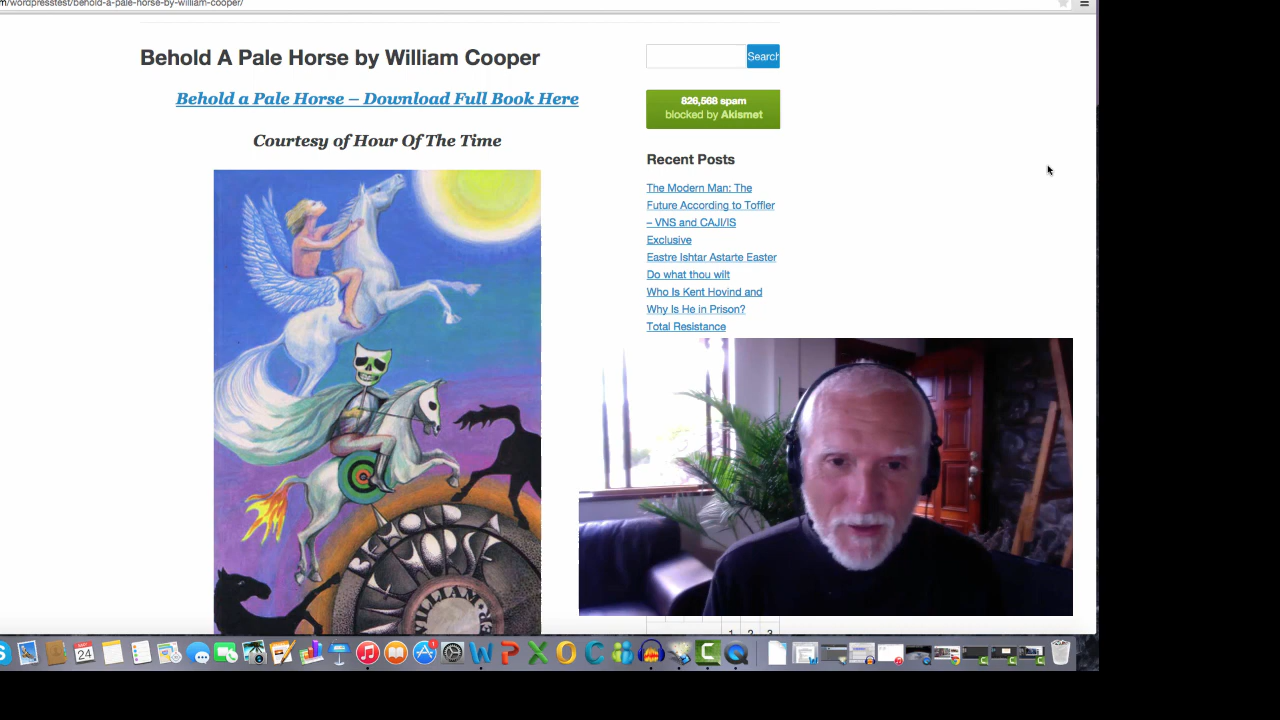 m/wordpresstest/behold-a-pale-horse-by-william-cooper/
Behold A Pale Horse by William Cooper
Behold a Pale Horse – Download Full Book Here
Courtesy of Hour Of The Time
Search
826,568 spam
blocked by Akismet
Recent Posts
The Modern Man: The
Future According to Toffler
– VNS and CAJI/IS
Exclusive
Eastre Ishtar Astarte Easter
Do what thou wilt
Who Is Kent Hovind and
Why Is He in Prison?
Total Resistance
1 2 3
24